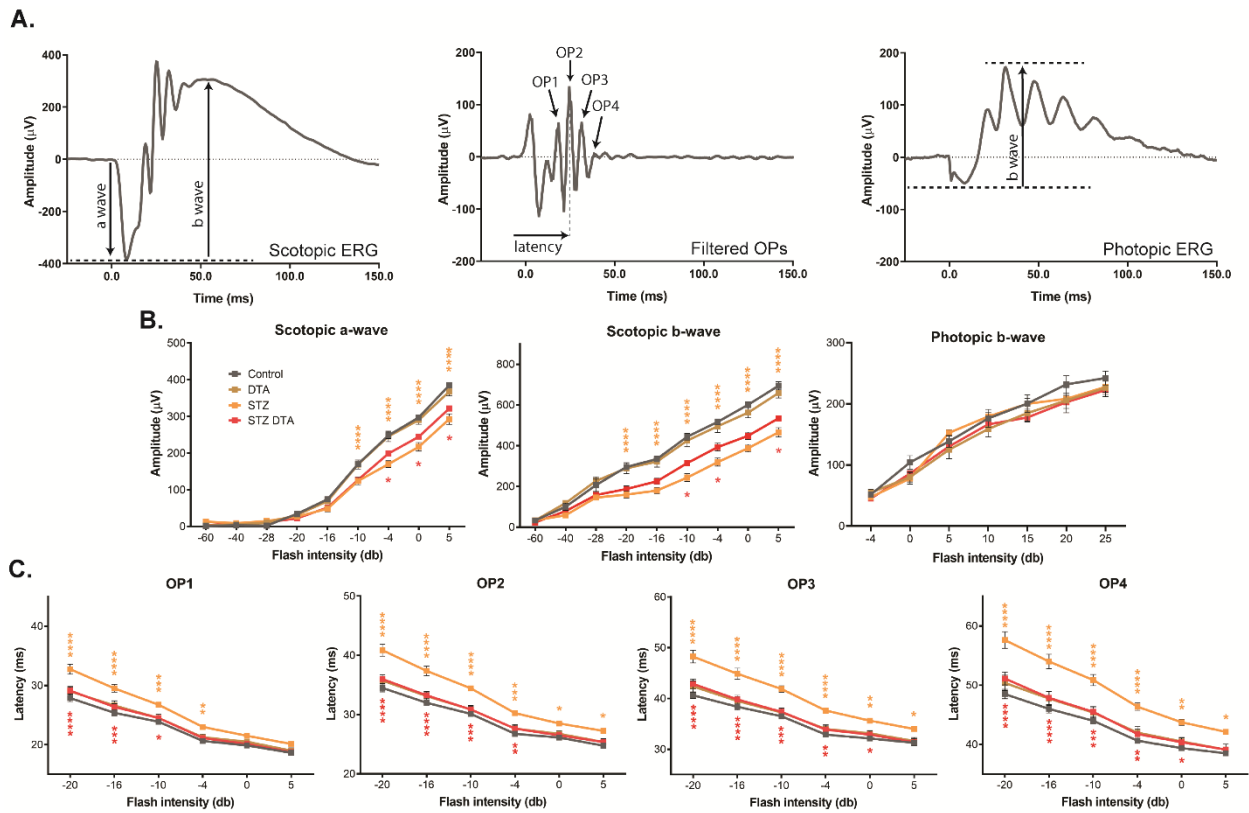 A.
400
200
0
-200
-400
Amplitude (µV)
a wave
b wave
Scotopic ERG
0.0
50.0
100.0
150.0
Time (ms)
200
100
0
-100
-200
Amplitude (µV)
OP1
OP2
OP3
OP4
latency
Filtered OPs
0.0
50.0
100.0
150.0
Time (ms)
200
100
0
-100
-200
Amplitude (µV)
b wave
Photopic ERG
0.0
50.0
100.0
150.0
Time (ms)
B.
Scotopic a-wave
500
400
300
200
100
0
Amplitude (µV)
Control
DTA
STZ
STZ DTA
****
****
****
****
*
*
*
-60 -40 -28 -20 -16 -10 -4 0 5
Flash intensity (db)
Scotopic b-wave
800
600
400
200
0
Amplitude (µV)
****
****
****
****
****
****
*
*
*
-60 -40 -28 -20 -16 -10 -4 0 5
Flash intensity (db)
Photopic b-wave
300
200
100
0
Amplitude (µV)
-4 0 5 10 15 20 25
Flash intensity (db)
C.
OP1
40
30
20
Latency (ms)
****
****
***
**
****
***
*
-20 -16 -10 -4 0 5
Flash intensity (db)
OP2
50
40
30
20
Latency (ms)
****
****
****
****
*
*
****
***
***
**
-20 -16 -10 -4 0 5
Flash intensity (db)
OP3
60
50
40
30
Latency (ms)
****
****
****
****
***
*
****
****
***
**
*
-20 -16 -10 -4 0 5
Flash intensity (db)
OP4
60
50
40
Latency (ms)
****
****
****
****
***
*
****
****
***
**
*
-20 -16 -10 -4 0 5
Flash intensity (db)